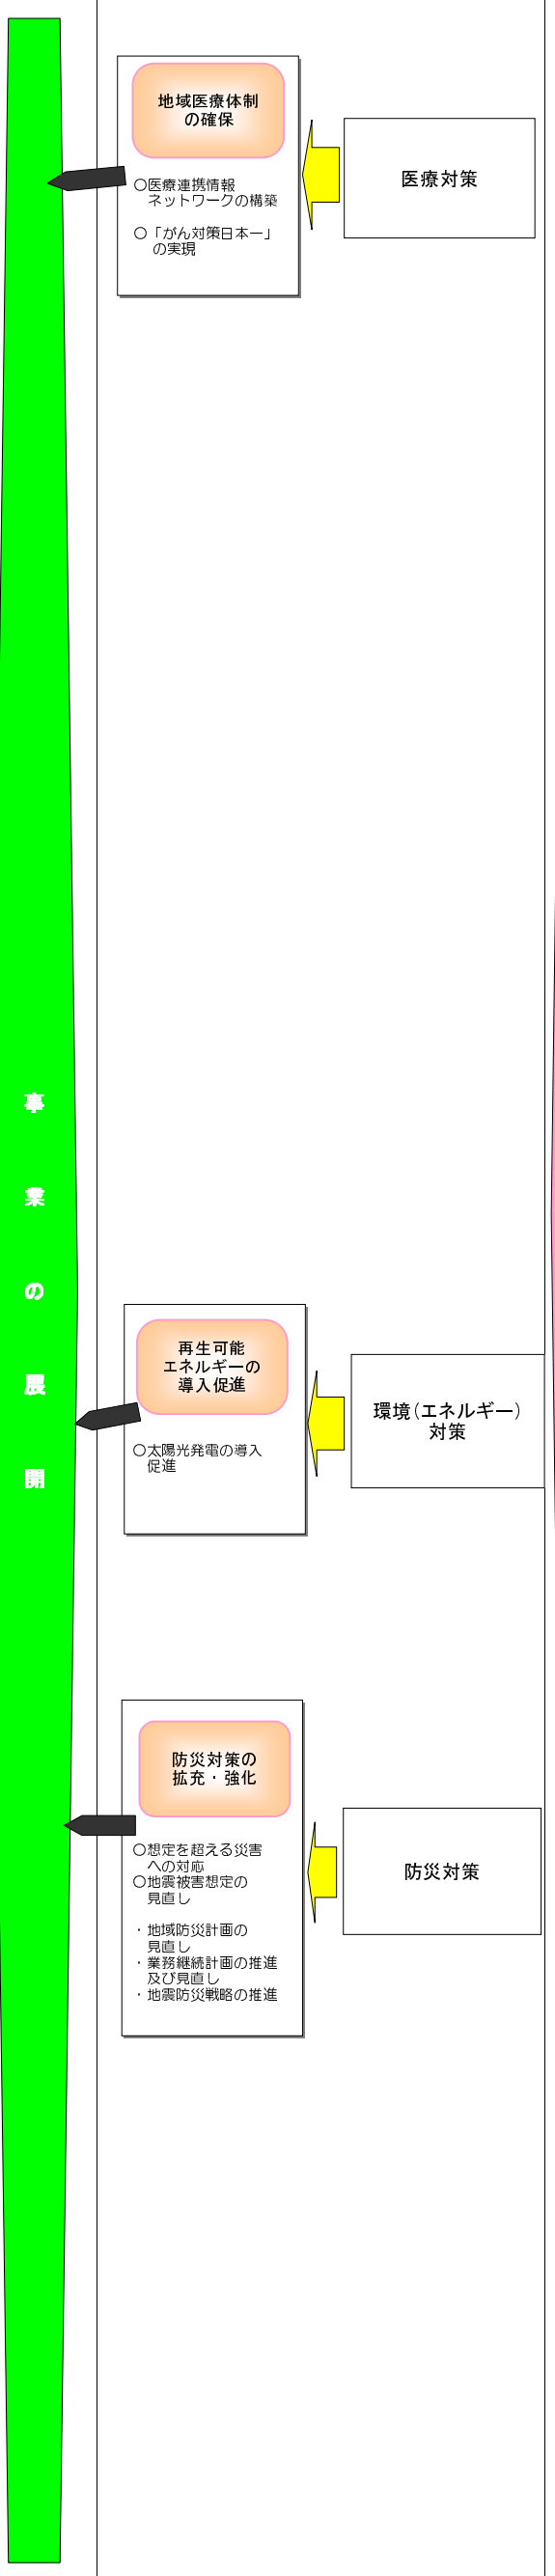 地域医療体制
の確保
○医療連携情報
ネットワークの構築
○「がん対策日本一」
の実現
医療対策
事
業
の
展
開
再生可能
エネルギーの
導入促進
○太陽光発電の導入
促進
環境(エネルギー)
対策
防災対策の
拡充・強化
○想定を超える災害
への対応
○地震被害想定の
見直し
・地域防災計画の
見直し
・業務継続計画の推進
及び見直し
・地震防災戦略の推進
防災対策